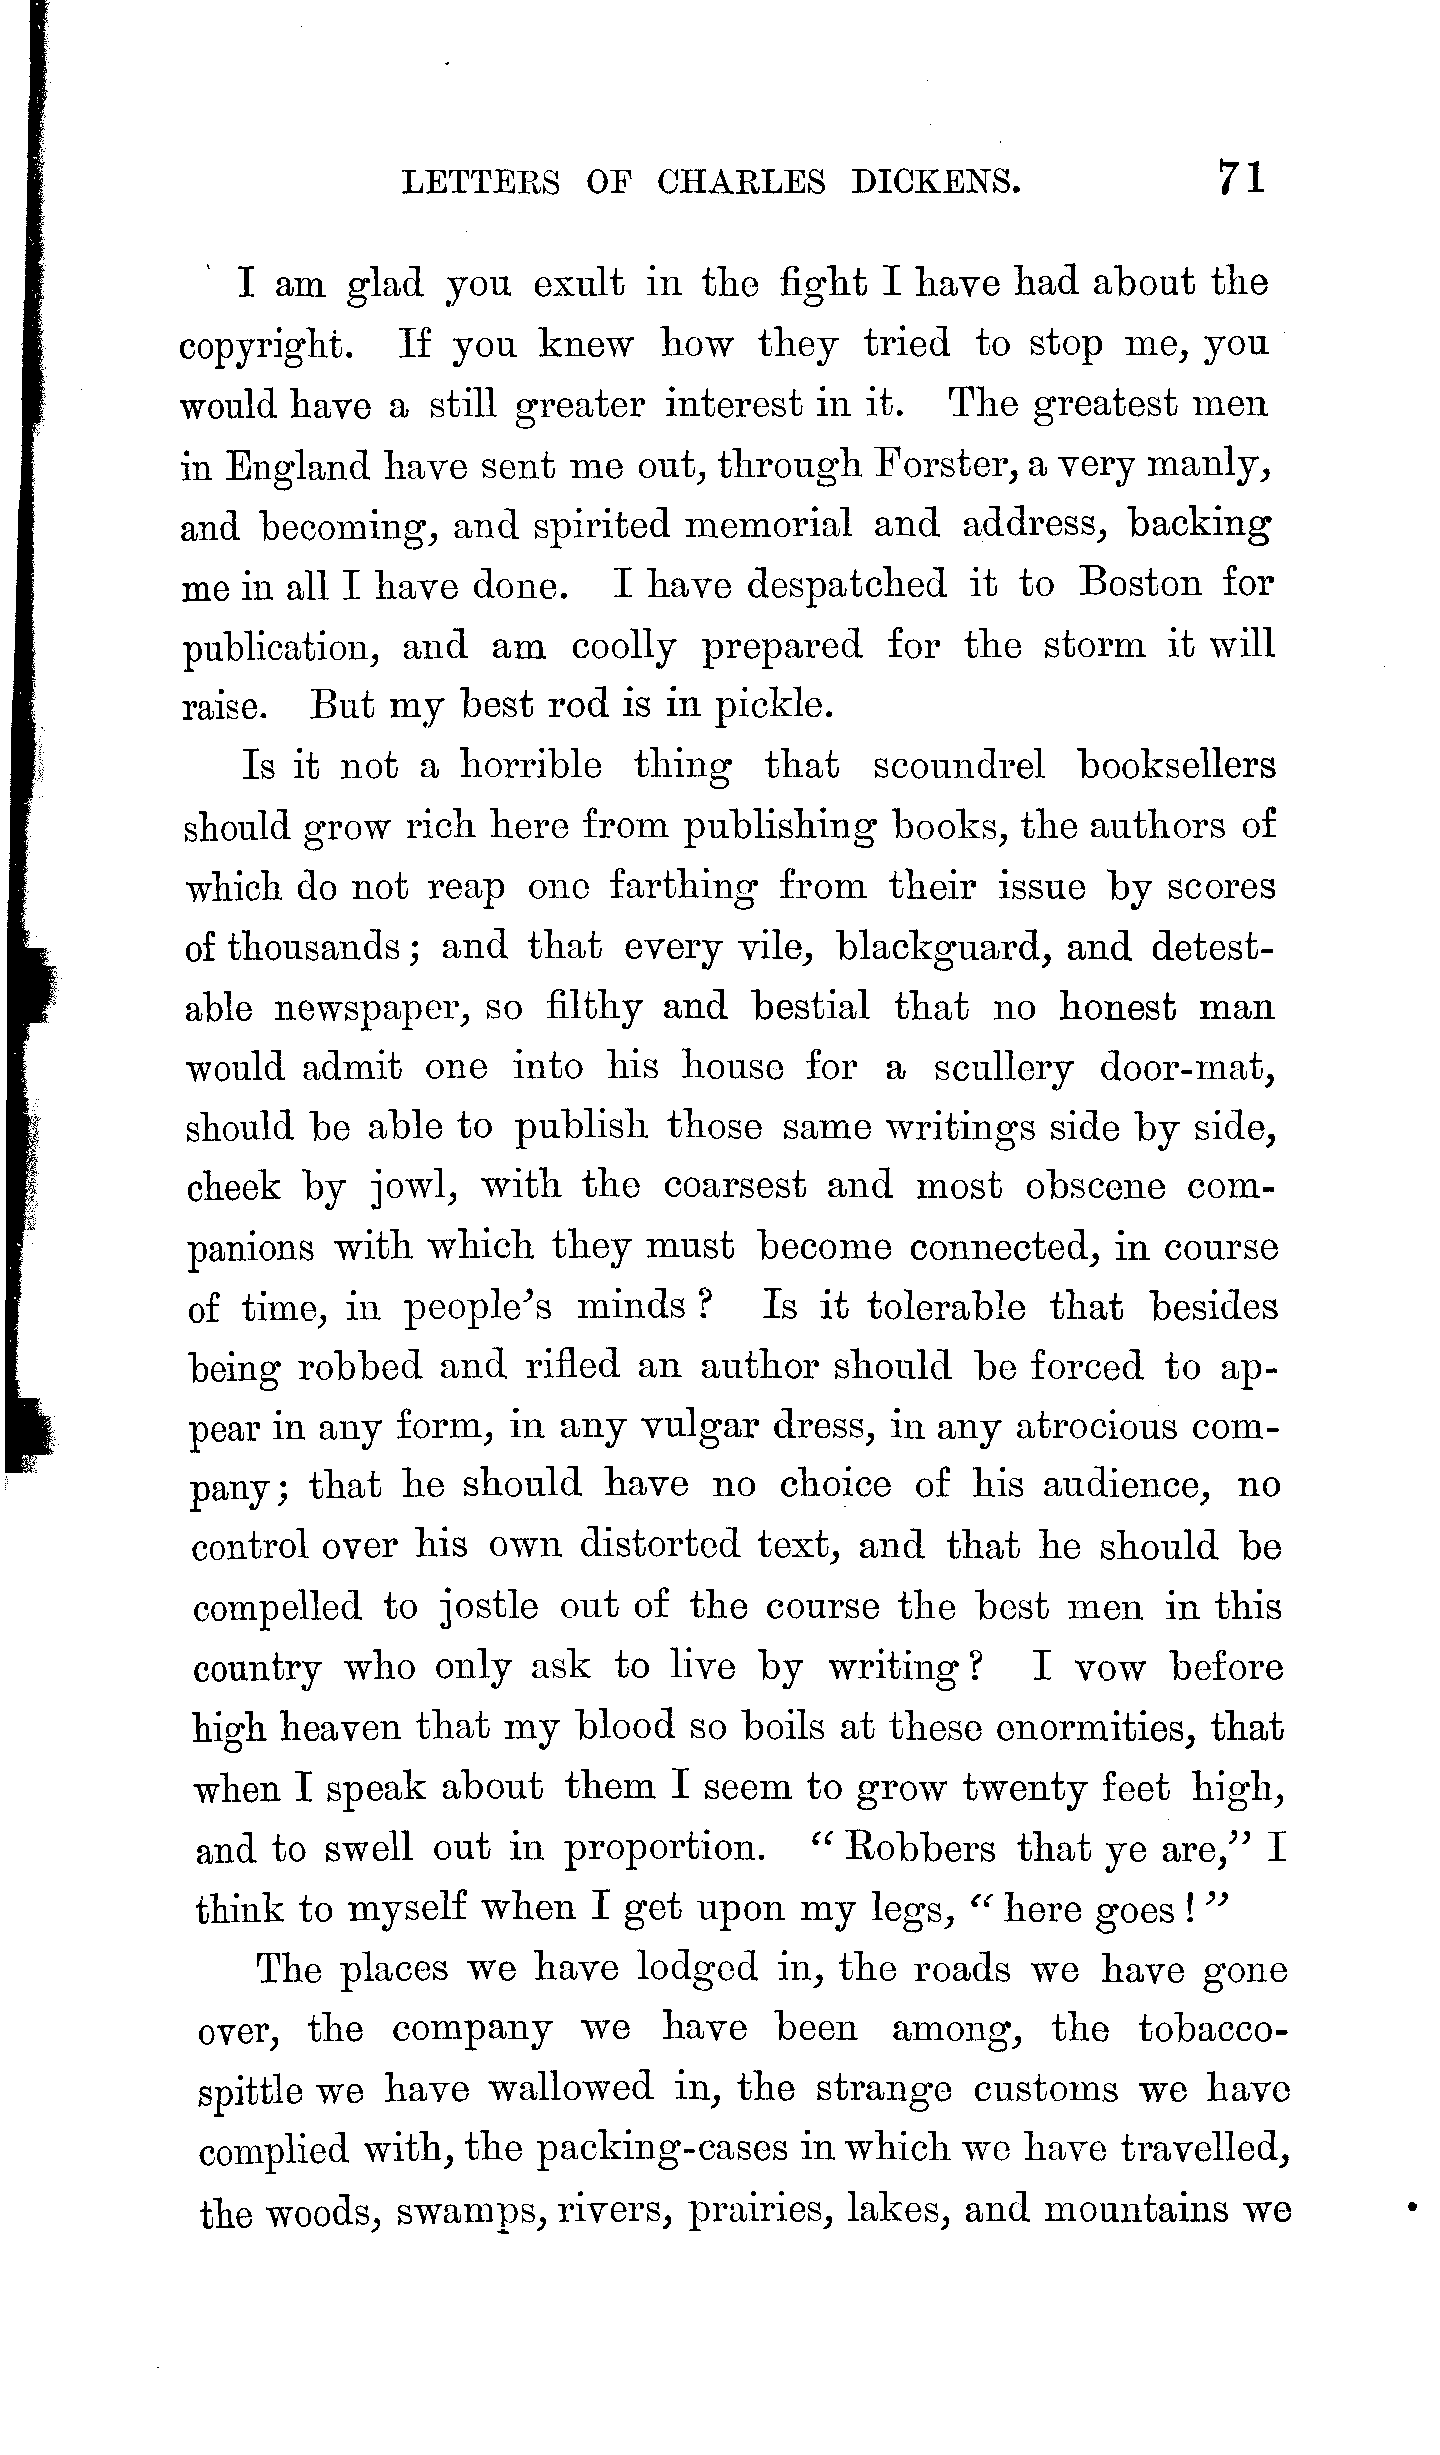 LETTERS OF CHARLES DICKENS. 71
I am glad you exult in the fight I have had about the
copyright. If you knew how they tried to stop me, you
would have a still greater interest in it. The greatest men
in England have sent me out, through Forster, a very manly,
and becoming, and spirited memorial and address, backing
me in all I have done. I have despatched it to Boston for
publication, and am coolly prepared for the storm it will
raise. But my best rod is in pickle.
Is it not a horrible thing that scoundrel booksellers
should grow rich here from publishing books, the authors of
which do not reap one farthing from their issue by scores
of thousands; and that every vile, blackguard, and detest-
able newspaper, so filthy and bestial that no honest man
would admit one into his house for a scullery door-mat,
should be able to publish those same writings side by side,
cheek by jowl, with the coarsest and most obscene com-
panions with which they must become connected, in course
of time, in people's minds? Is it tolerable that besides
being robbed and rifled an author should be forced to ap-
pear in any form, in any vulgar dress, in any atrocious com-
pany; that he should have no choice of his audience, no
control over his own distorted text, and that he should be
compelled to jostle out of the course the best men in this
country who only ask to live by writing? I vow before
high heaven that my blood so boils at these enormities, that
when I speak about them I seem to grow twenty feet high,
and to swell out in proportion. "Robbers that ye are," I
think to myself when I get upon my legs, "here goes!"
The places we have lodged in, the roads we have gone
over, the company we have been among, the tobacco-
spittle we have wallowed in, the strange customs we have
complied with, the packing-cases in which we have travelled,
the woods, swamps, rivers, prairies, lakes, and mountains we